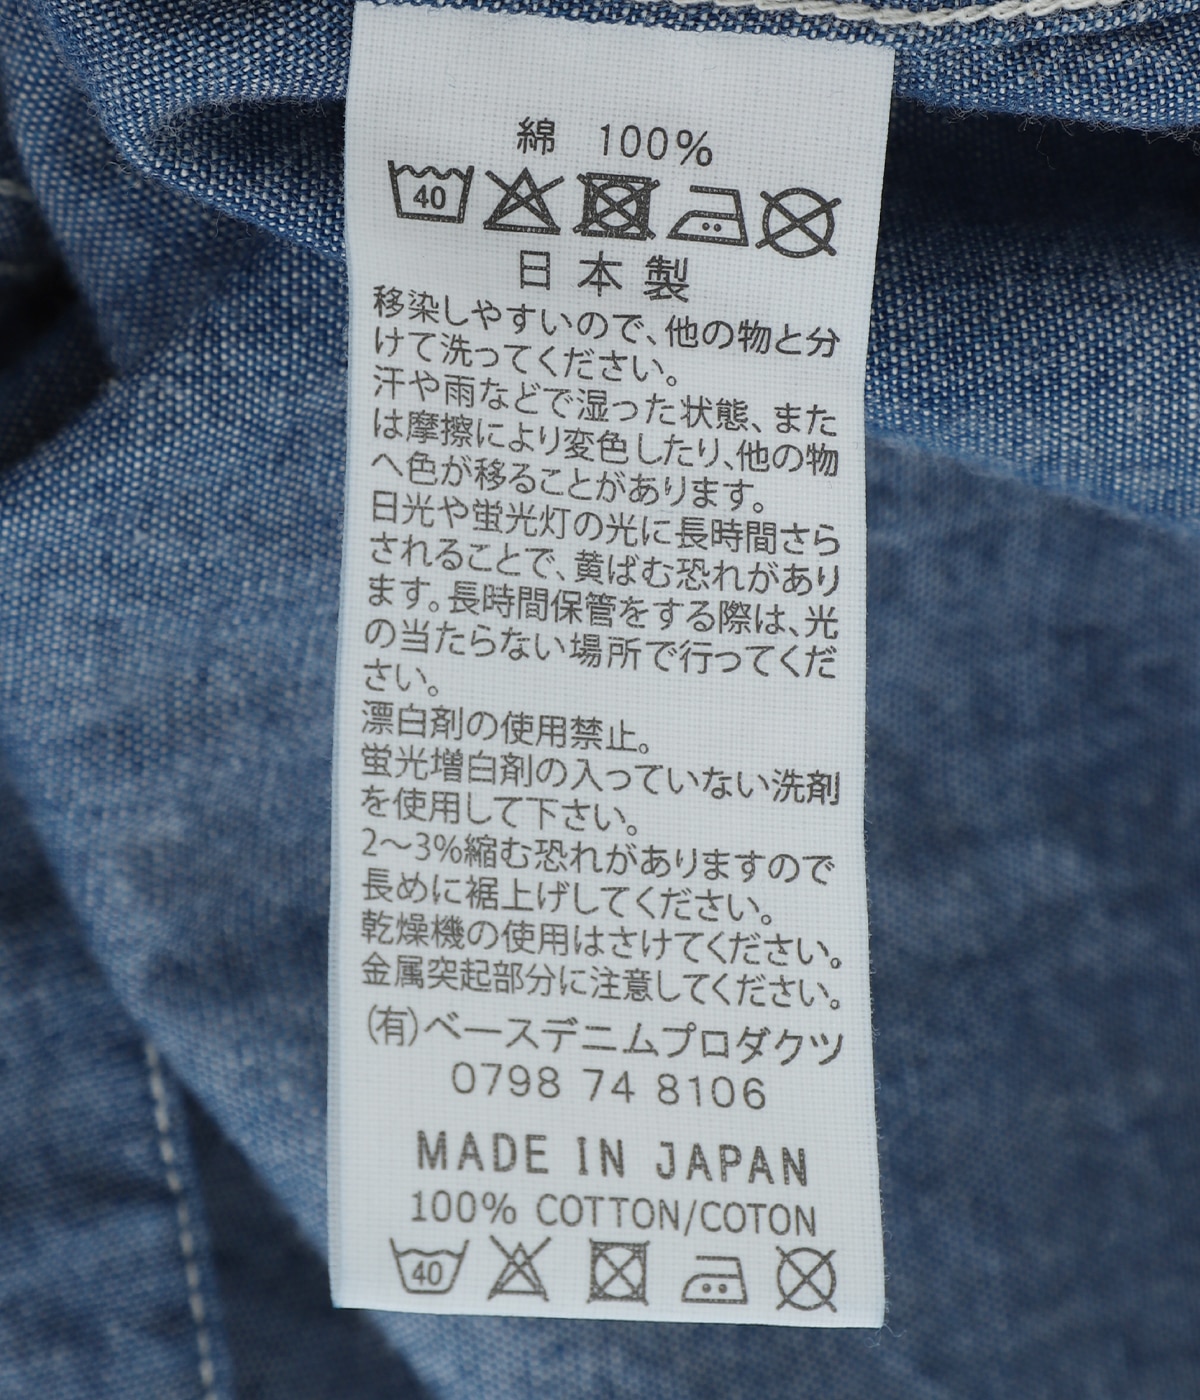 綿 100%
40
日本製
移染しやすいので、他の物と分
けて洗ってください。
汗や雨などで湿った状態、また
は摩擦により変色したり、他の物
へ色が移ることがあります。
日光や蛍光灯の光に長時間さら
されることで、黄ばむ恐れがあり
ます。長時間保管をする際は、光
の当たらない場所で行ってくだ
さい。
漂白剤の使用禁止。
蛍光増白剤の入っていない洗剤
を使用して下さい。
2～3%縮む恐れがありますので
長めに裾上げしてください。
乾燥機の使用はさけてください。
金属突起部分に注意してください。
(有)ベースデニムプロダクツ
0798 74 8106
MADE IN JAPAN
100% COTTON/COTON
40